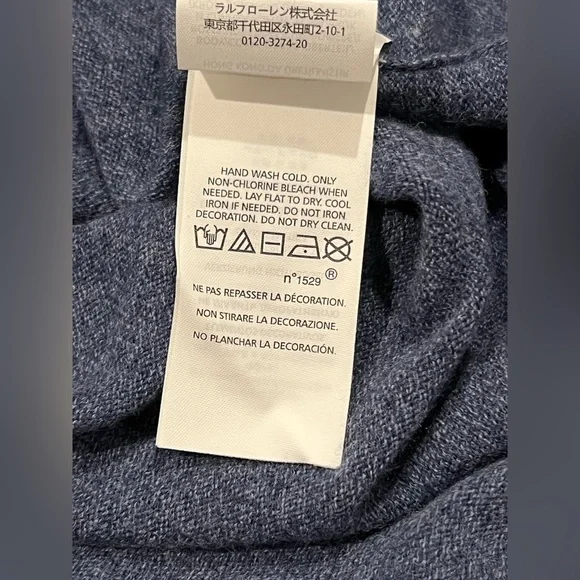 ラルフローレン株式会社
東京都千代田区永田町2-10-1
0120-3274-20
HAND WASH COLD. ONLY
NON-CHLORINE BLEACH WHEN
NEEDED. LAY FLAT TO DRY. COOL
IRON IF NEEDED. DO NOT IRON
DECORATION. DO NOT DRY CLEAN.
®
n°1529
NE PAS REPASSER LA DÉCORATION.
NON STIRARE LA DECORAZIONE.
NO PLANCHAR LA DECORACIÓN.